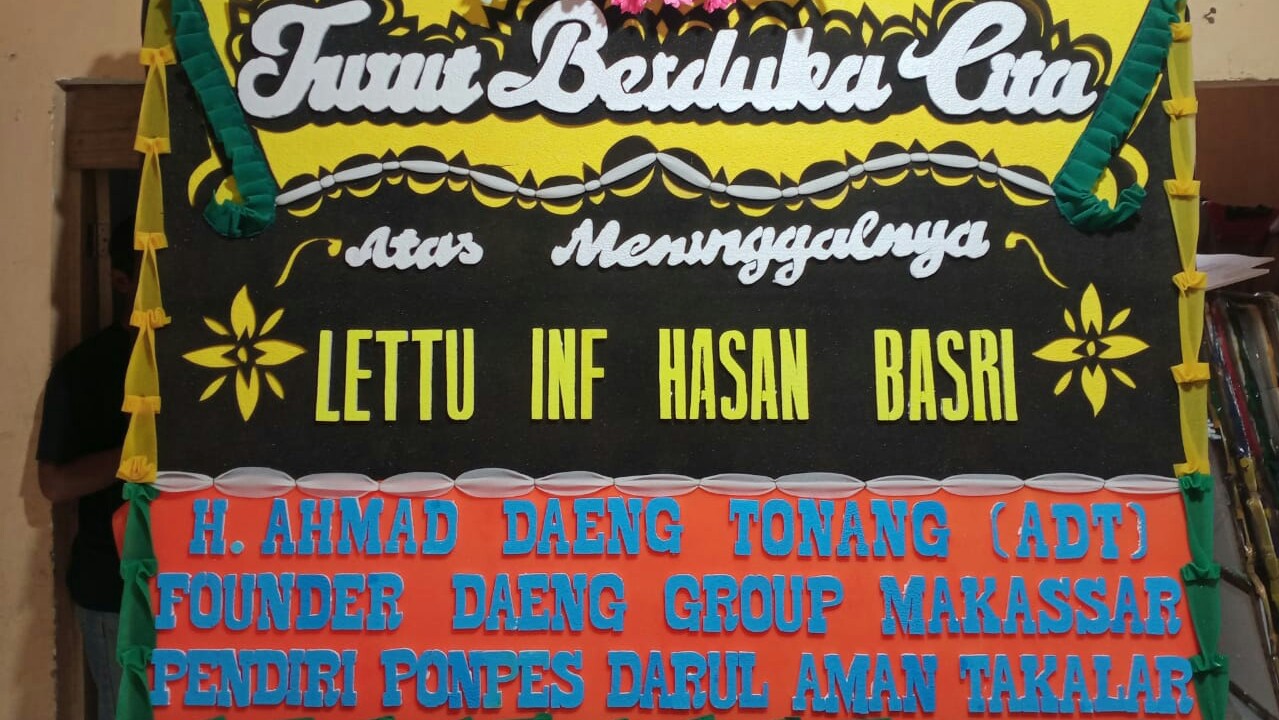 Turut Berduka Cita
Atas Meninggalnya
LETTU INF HASAN BASRI
H. AHMAD DAENG TONANG (ADT)
FOUNDER DAENG GROUP MAKASSAR
PENDIRI PONPES DARUL AMAN TAKALAR